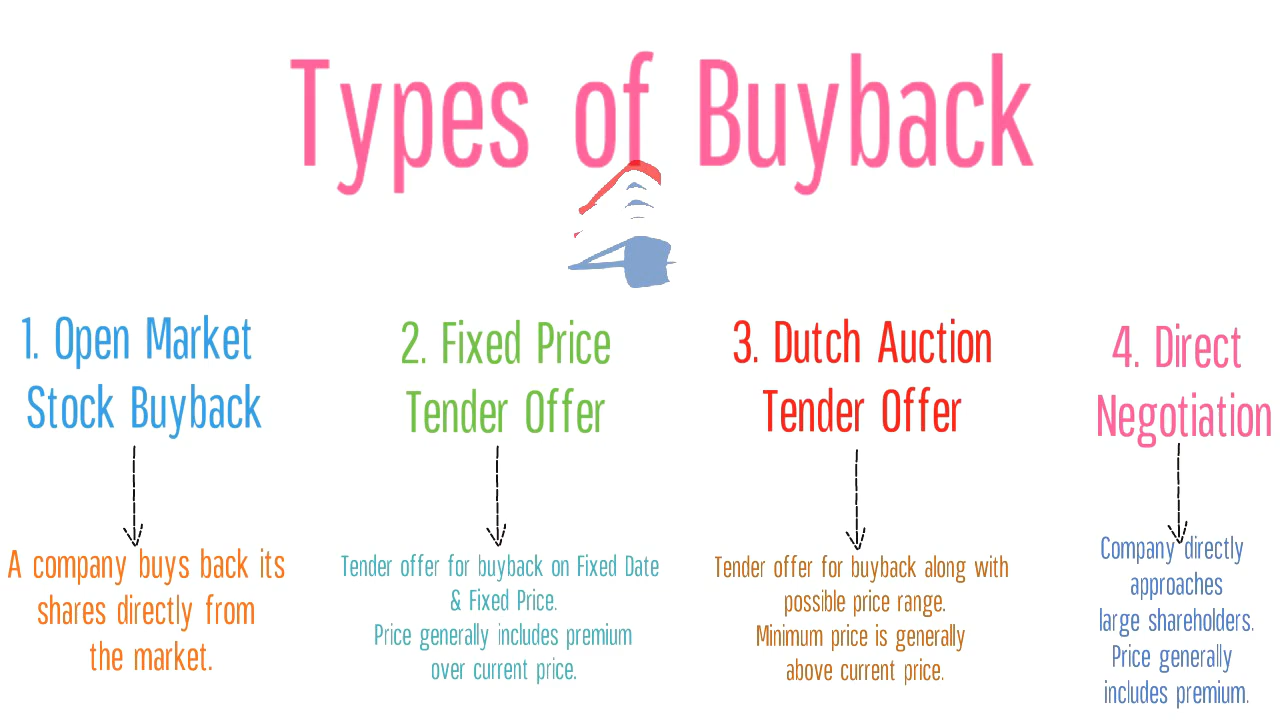 Types of Buyback
1. Open Market
Stock Buyback
A company buys back its
shares directly from
the market.
2. Fixed Price
Tender Offer
Tender offer for buyback on Fixed Date
& Fixed Price.
Price generally includes premium
over current price.
3. Dutch Auction
Tender Offer
Tender offer for buyback along with
possible price range.
Minimum price is generally
above current price.
4. Direct
Negotiation
Company directly
approaches
large shareholders.
Price generally
includes premium.